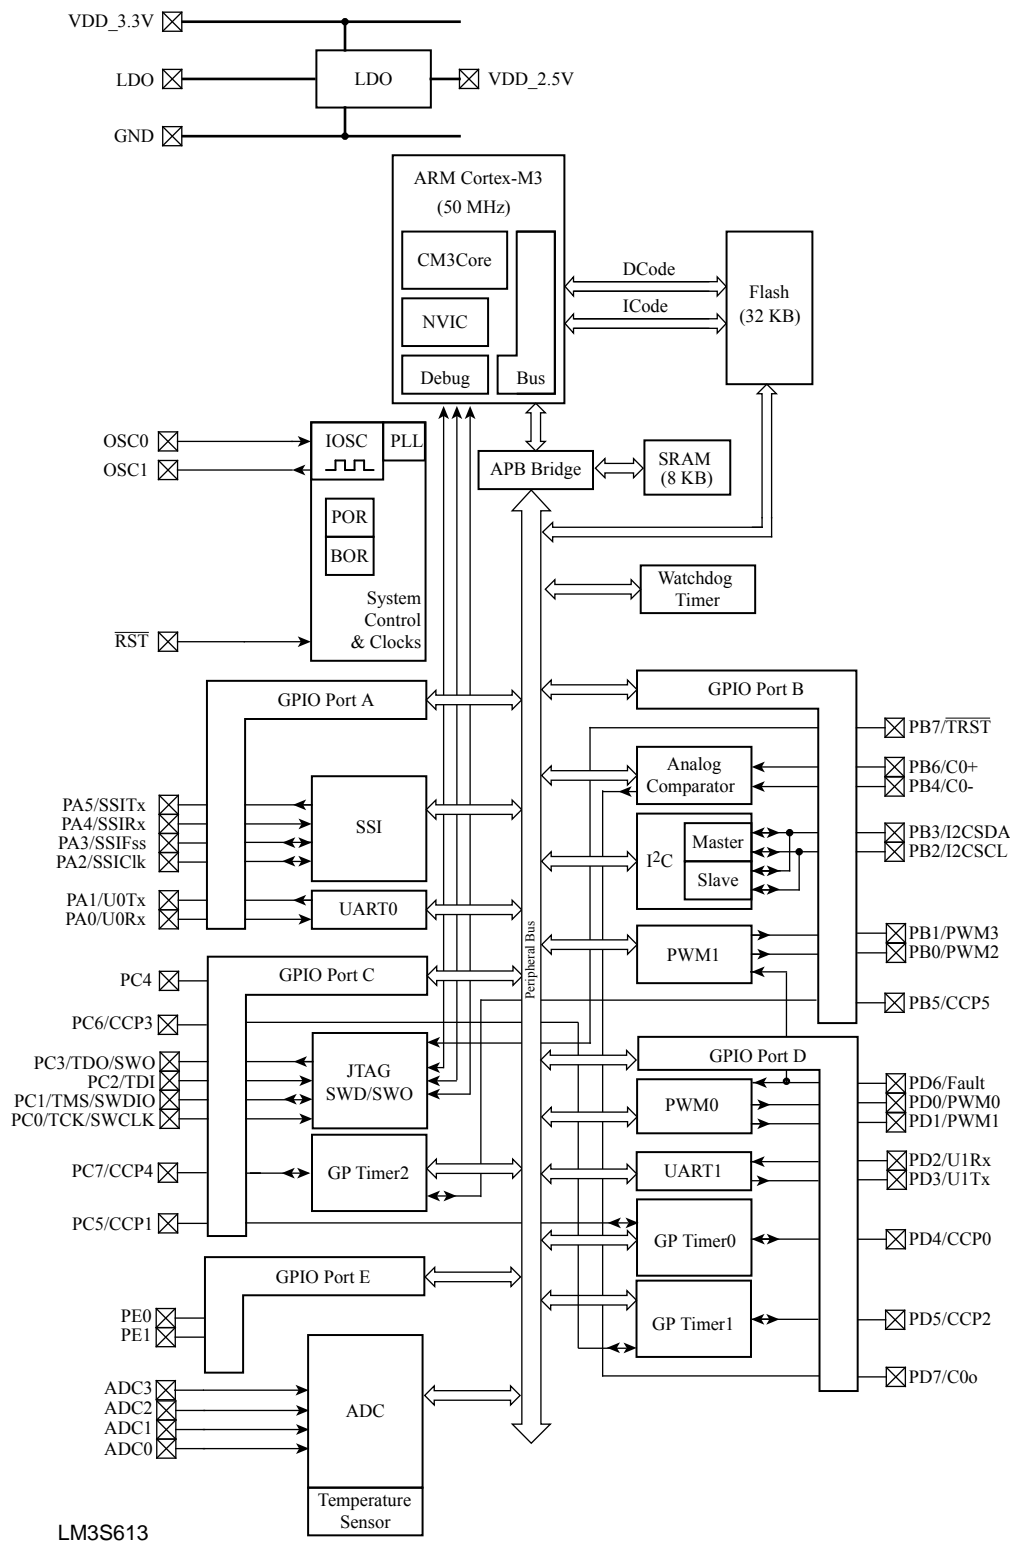 VDD_3.3V
LDO
LDO
VDD_2.5V
GND
ARM Cortex-M3
(50 MHz)
CM3Core
NVIC
Debug
Bus
DCode
ICode
Flash
(32 KB)
OSC0
OSC1
IOSC
PLL
POR
BOR
System
Control
& Clocks
RST
APB Bridge
SRAM
(8 KB)
Watchdog
Timer
GPIO Port A
PA5/SSITx
PA4/SSIRx
PA3/SSIFss
PA2/SSIClk
SSI
PA1/U0Tx
PA0/U0Rx
UART0
GPIO Port B
PB7/TRST
Analog
Comparator
PB6/C0+
PB4/C0-
I2C
Master
Slave
PB3/I2CSDA
PB2/I2CSCL
PWM1
PB1/PWM3
PB0/PWM2
PB5/CCP5
Peripheral Bus
GPIO Port C
PC4
PC6/CCP3
PC3/TDO/SWO
PC2/TDI
PC1/TMS/SWDIO
PC0/TCK/SWCLK
JTAG
SWD/SWO
PC7/CCP4
GP Timer2
PC5/CCP1
GPIO Port D
PWM0
PD6/Fault
PD0/PWM0
PD1/PWM1
UART1
PD2/U1Rx
PD3/U1Tx
GP Timer0
PD4/CCP0
GP Timer1
PD5/CCP2
PD7/C0o
GPIO Port E
PE0
PE1
ADC3
ADC2
ADC1
ADC0
ADC
Temperature
Sensor
LM3S613